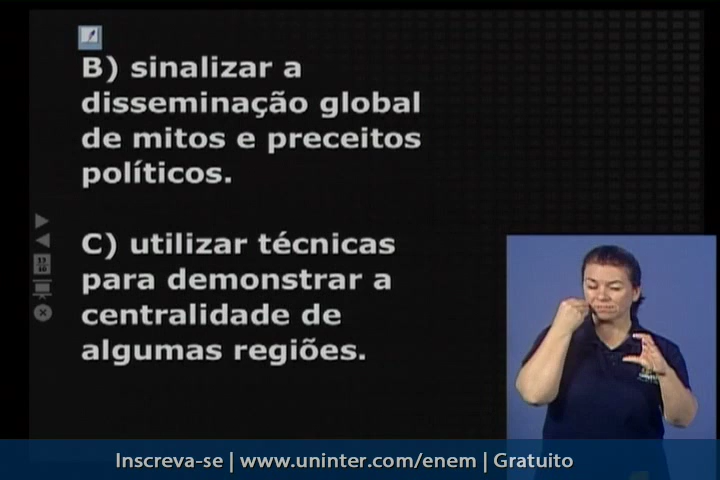 B) sinalizar a
disseminação global
de mitos e preceitos
políticos.
C) utilizar técnicas
para demonstrar a
centralidade de
algumas regiões.
Inscreva-se | www.uninter.com/enem | Gratuito